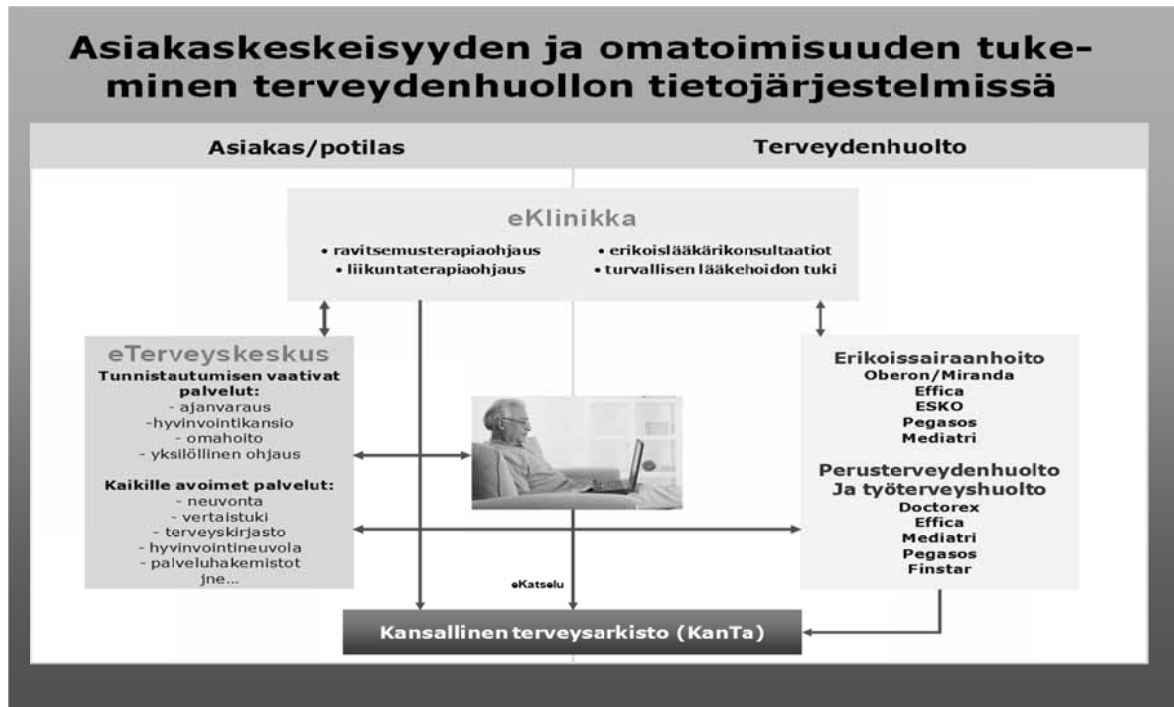 Asiakaskeskeisyyden ja omatoimisuuden tuke-
minen terveydenhuollon tietojärjestelmissä
Asiakas/potilas
Terveydenhuolto
eKlinikka
• ravitsemusterapiaohjaus
• liikuntaterapiaohjaus
• erikoislääkärikonsultaatiot
• turvallisen lääkehoidon tuki
eTerveyskeskus
Tunnistautumisen vaativat
palvelut:
- ajanvaraus
-hyvinvointikansio
- omahoito
- yksilöllinen ohjaus
Kaikille avoimet palvelut:
- neuvonta
- vertaistuki
- terveyskirjasto
- hyvinvointineuvola
- palveluhakemistot
jne...
Erikoissairaanhoito
Oberon/Miranda
Effica
ESKO
Pegasos
Mediatri
Perusterveydenhuolto
Ja työterveyshuolto
Doctorex
Effica
Mediatri
Pegasos
Finstar
eKatselu
Kansallinen terveysarkisto (KanTa)